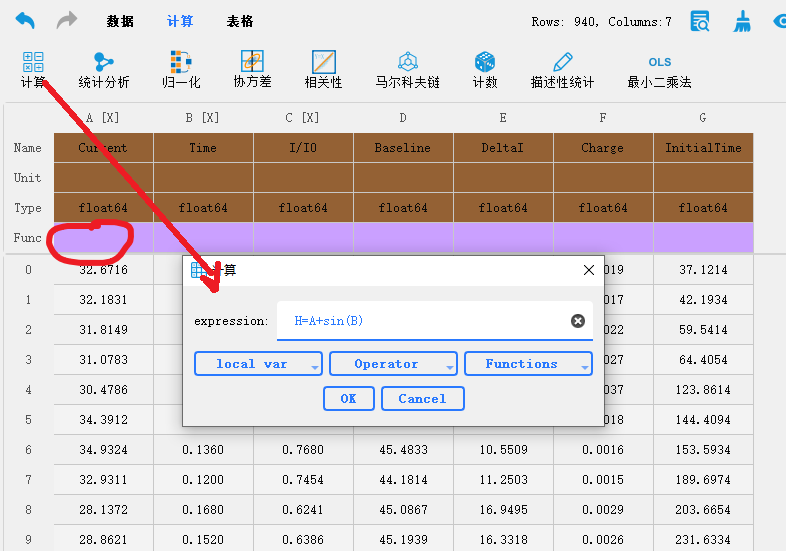 数据 计算 表格 Rows: 940, Columns:7
计算 统计分析 归一化 协方差 相关性 马尔科夫链 计数 描述性统计 OLS 最小二乘法
A [X] B [X] C [X] D E F G
Name Current Time I/I0 Baseline DeltaI Charge InitialTime
Unit
Type float64 float64 float64 float64 float64 float64 float64
Func
计算
0 32.6716 019 37.1214
1 32.1831 017 42.1934
expression: H=A+sin(B)
2 31.8149 022 59.5414
3 31.0783 027 64.4054
local var Operator Functions
4 30.4786 037 123.8614
OK Cancel
5 34.3912 018 144.4094
6 34.9324 0.1360 0.7680 45.4833 10.5509 0.0016 153.5934
7 32.9311 0.1200 0.7454 44.1814 11.2503 0.0015 189.6974
8 28.1372 0.1680 0.6241 45.0867 16.9495 0.0029 203.6654
9 28.8621 0.1520 0.6386 45.1939 16.3318 0.0026 231.6334